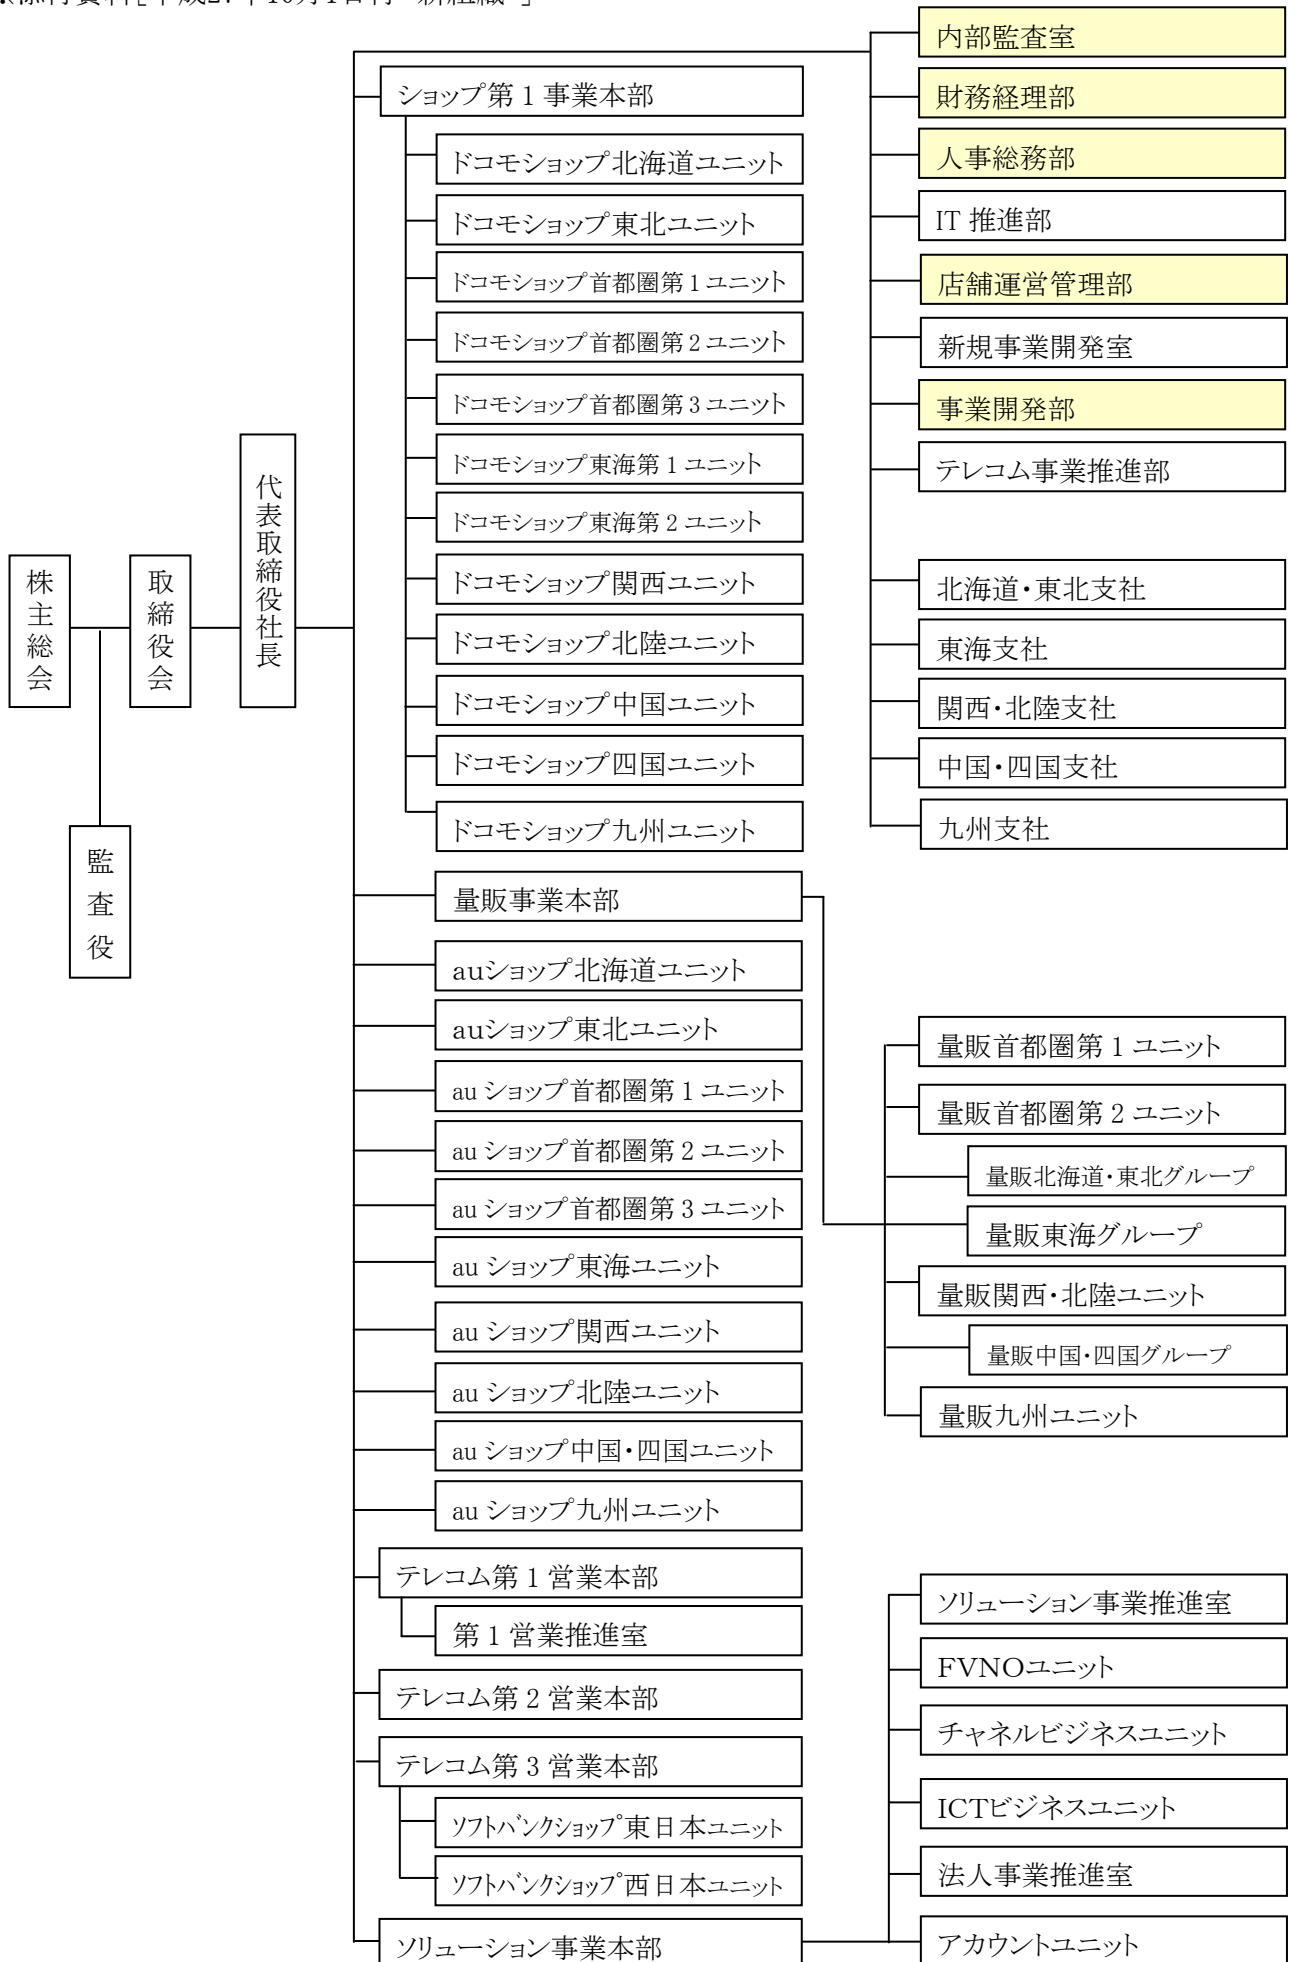 株主総会
取締役会
監査役
代表取締役社長
ショップ第1事業本部
ドコモショップ北海道ユニット
ドコモショップ東北ユニット
ドコモショップ首都圏第1ユニット
ドコモショップ首都圏第2ユニット
ドコモショップ首都圏第3ユニット
ドコモショップ東海第1ユニット
ドコモショップ東海第2ユニット
ドコモショップ関西ユニット
ドコモショップ北陸ユニット
ドコモショップ中国ユニット
ドコモショップ四国ユニット
ドコモショップ九州ユニット
量販事業本部
auショップ北海道ユニット
auショップ東北ユニット
au ショップ首都圏第1ユニット
au ショップ首都圏第2ユニット
au ショップ首都圏第3ユニット
au ショップ東海ユニット
au ショップ関西ユニット
au ショップ北陸ユニット
au ショップ中国・四国ユニット
au ショップ九州ユニット
テレコム第1営業本部
第1営業推進室
テレコム第2営業本部
テレコム第3営業本部
ソフトバンクショップ東日本ユニット
ソフトバンクショップ西日本ユニット
ソリューション事業本部
内部監査室
財務経理部
人事総務部
IT 推進部
店舗運営管理部
新規事業開発室
事業開発部
テレコム事業推進部
北海道・東北支社
東海支社
関西・北陸支社
中国・四国支社
九州支社
量販首都圏第1ユニット
量販首都圏第2ユニット
量販北海道・東北グループ
量販東海グループ
量販関西・北陸ユニット
量販中国・四国グループ
量販九州ユニット
ソリューション事業推進室
FVNOユニット
チャネルビジネスユニット
ICTビジネスユニット
法人事業推進室
アカウントユニット